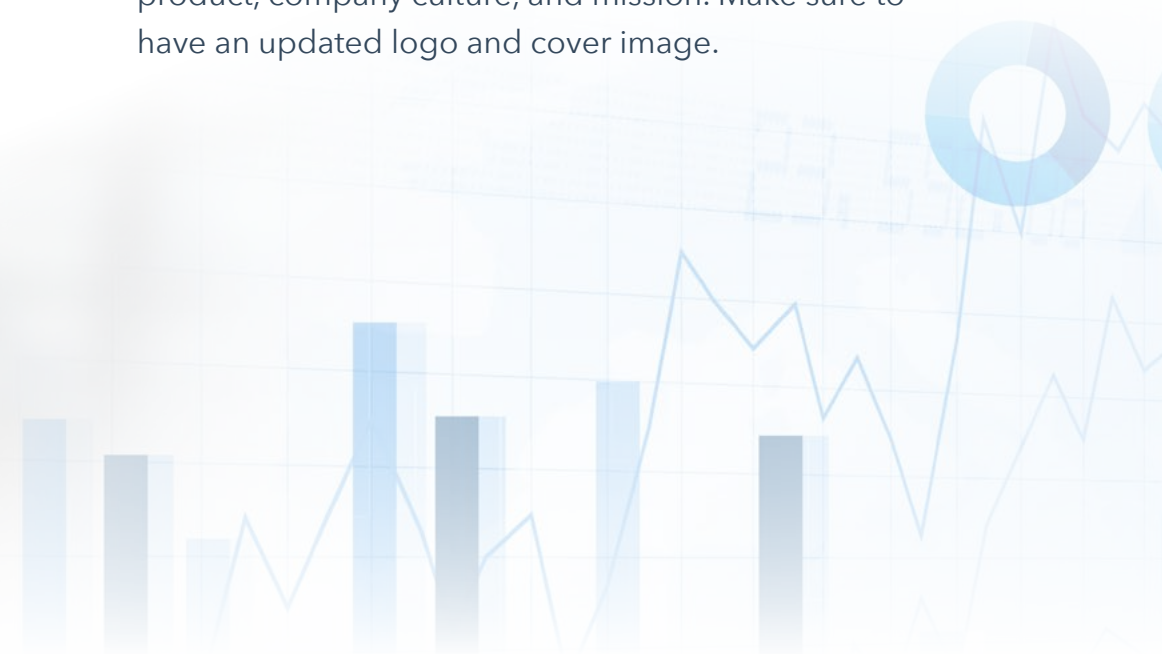 product, company culture, and mission. Make sure to
have an updated logo and cover image.